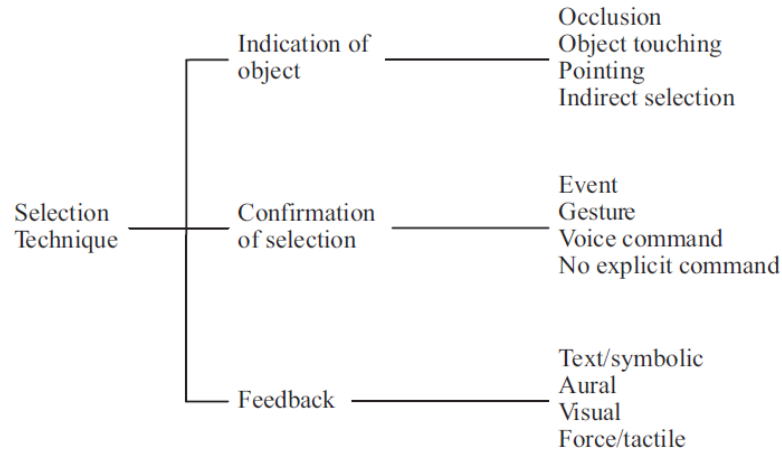 Selection
Technique
Indication of
object
Occlusion
Object touching
Pointing
Indirect selection
Confirmation
of selection
Event
Gesture
Voice command
No explicit command
Feedback
Text/symbolic
Aural
Visual
Force/tactile